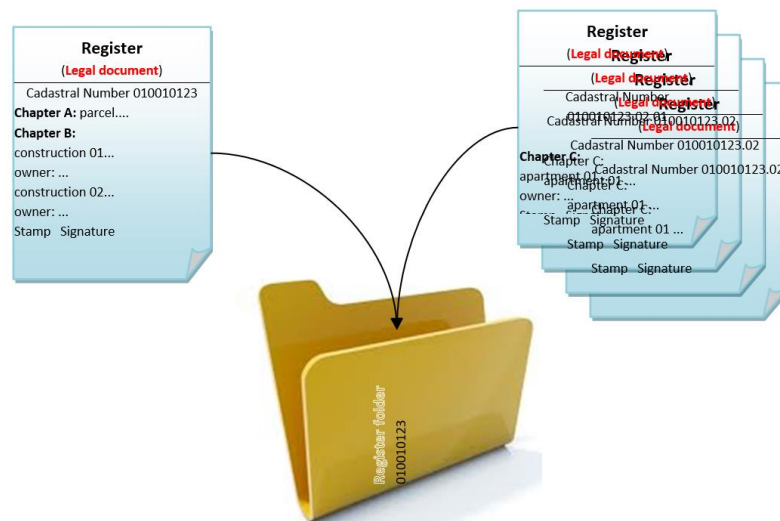 Register
(Legal document)
Cadastral Number 010010123
Chapter A: parcel....
Chapter B:
construction 01...
owner: ...
construction 02...
owner: ...
Stamp Signature
Register
(Legal document)
Cadastral Number
010010123.02.01
Chapter C:
apartment 01 ...
owner: ...
Register
(Legal document)
Cadastral Number 010010123.02
Chapter C:
apartment 01 ...
Stamp Signature
Register
(Legal document)
Cadastral Number 010010123.02
Chapter C:
apartment 01 ...
Stamp Signature
Register
(Legal document)
Cadastral Number 010010123.02
Chapter C:
apartment 01 ...
Stamp Signature
Register folder
010010123